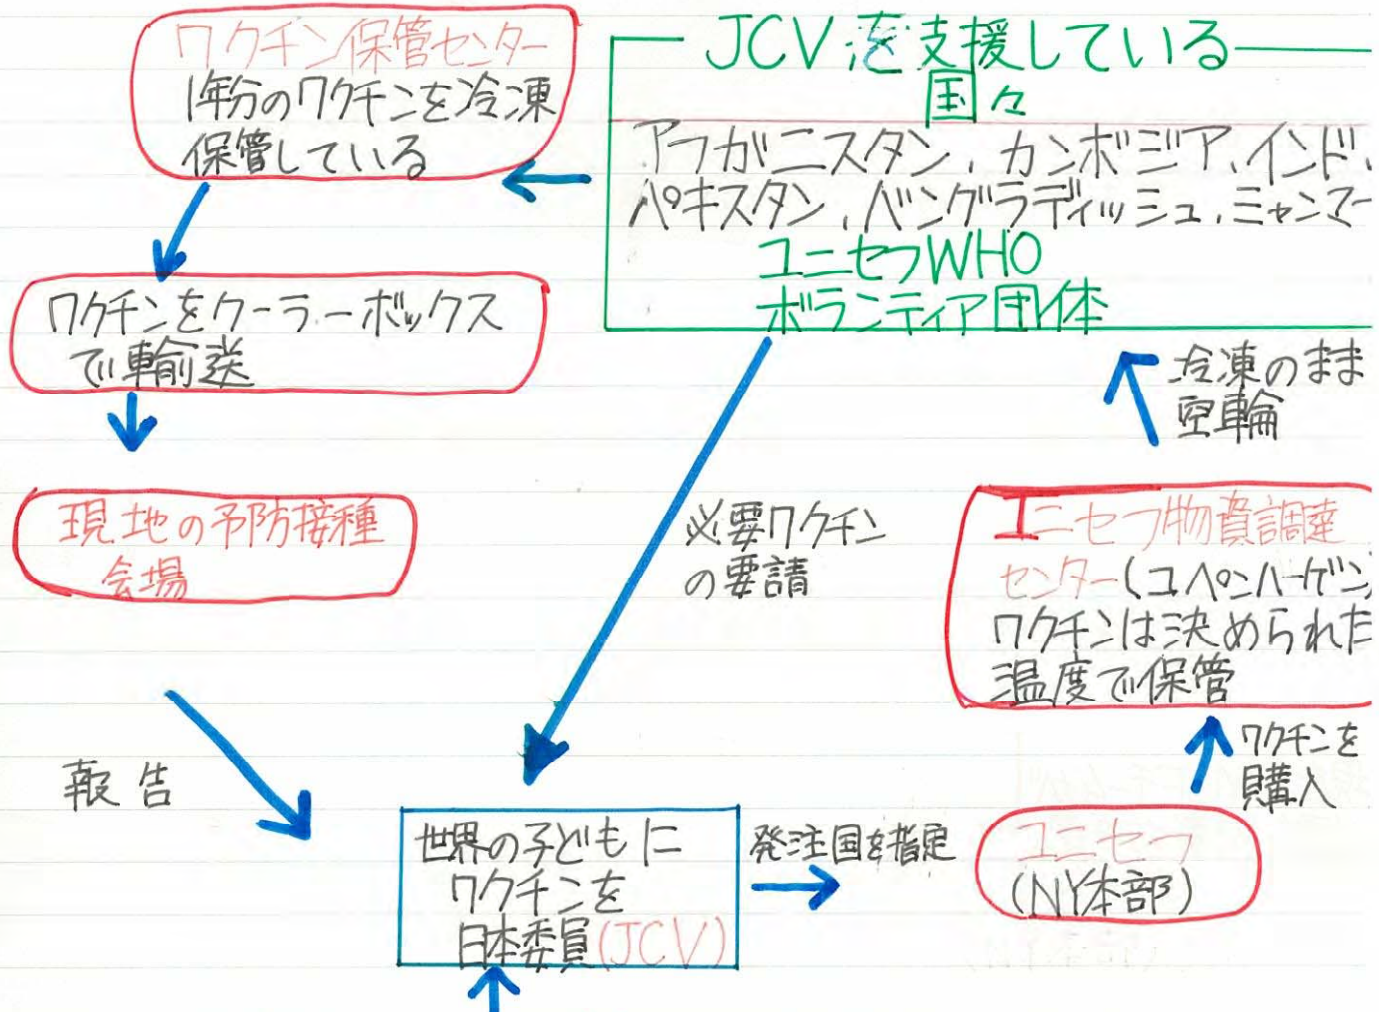 ワクチン保管センター
1年分のワクチンを冷凍
保管している
JCVを支援している
国々
アフガニスタン、カンボジア、インド、
パキスタン、バングラディッシュ、ミャンマー
ユニセフWHO
ボランティア団体
ワクチンをクーラーボックス
で輸送
冷凍のまま
空輸
現地の予防接種
会場
必要ワクチン
の要請
ユニセフ物資調達
センター(コペンハーゲン)
ワクチンは決められた
温度で保管
ワクチンを
購入
報告
世界の子どもに
ワクチンを
日本委員(JCV)
発注国を指定
ユニセフ
(NY本部)